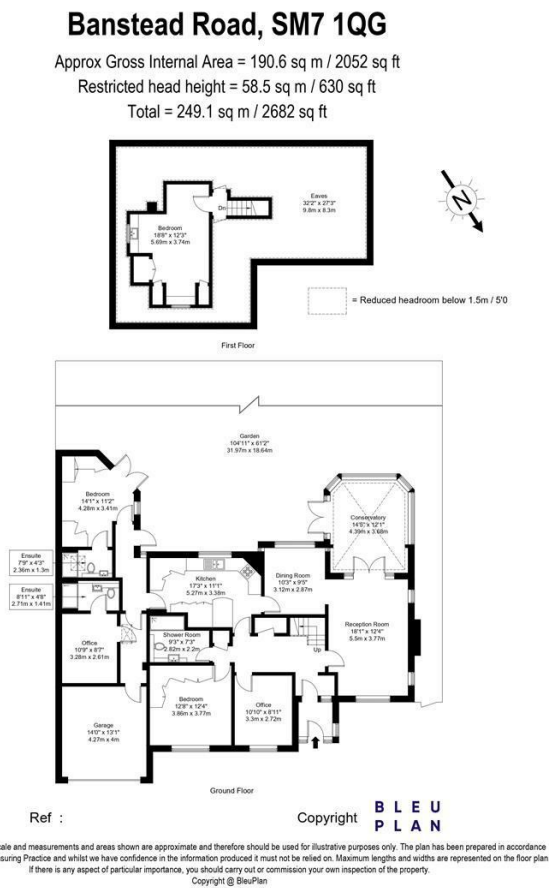 Banstead Road, SM7 1QG
Approx Gross Internal Area = 190.6 sq m / 2052 sq ft
Restricted head height = 58.5 sq m / 630 sq ft
Total = 249.1 sq m / 2682 sq ft
Eaves
32'2" x 27'3"
9.8m x 8.3m
N
Dn
Bedroom
18'8" x 12'3"
5.69m x 3.74m
= Reduced headroom below 1.5m / 5'0
First Floor
Garden
104'11" x 61'2"
31.97m x 18.64m
Bedroom
14'1" x 11'2"
4.28m x 3.41m
Conservatory
14'5" x 12'1"
4.39m x 3.68m
Ensuite
7'9" x 4'3"
2.36m x 1.3m
Kitchen
17'3" x 11'1"
5.27m x 3.38m
Dining Room
10'3" x 9'5"
3.12m x 2.87m
Ensuite
8'11" x 4'8"
2.71m x 1.41m
Reception Room
18'1" x 12'4"
5.5m x 3.77m
Shower Room
9'3" x 7'3"
2.82m x 2.2m
Office
10'9" x 8'7"
3.28m x 2.61m
Up
Bedroom
12'8" x 12'4"
3.86m x 3.77m
Office
10'10" x 8'11"
3.3m x 2.72m
Garage
14'0" x 13'1"
4.27m x 4m
Ground Floor
Ref :
Copyright
BLEU
PLAN
cale and measurements and areas shown are approximate and therefore should be used for illustrative purposes only. The plan has been prepared in accordance
suring Practice and whilst we have confidence in the information produced it must not be relied on. Maximum lengths and widths are represented on the floor plan
If there is any aspect of particular importance, you should carry out or commission your own inspection of the property.
Copyright @ BleuPlan